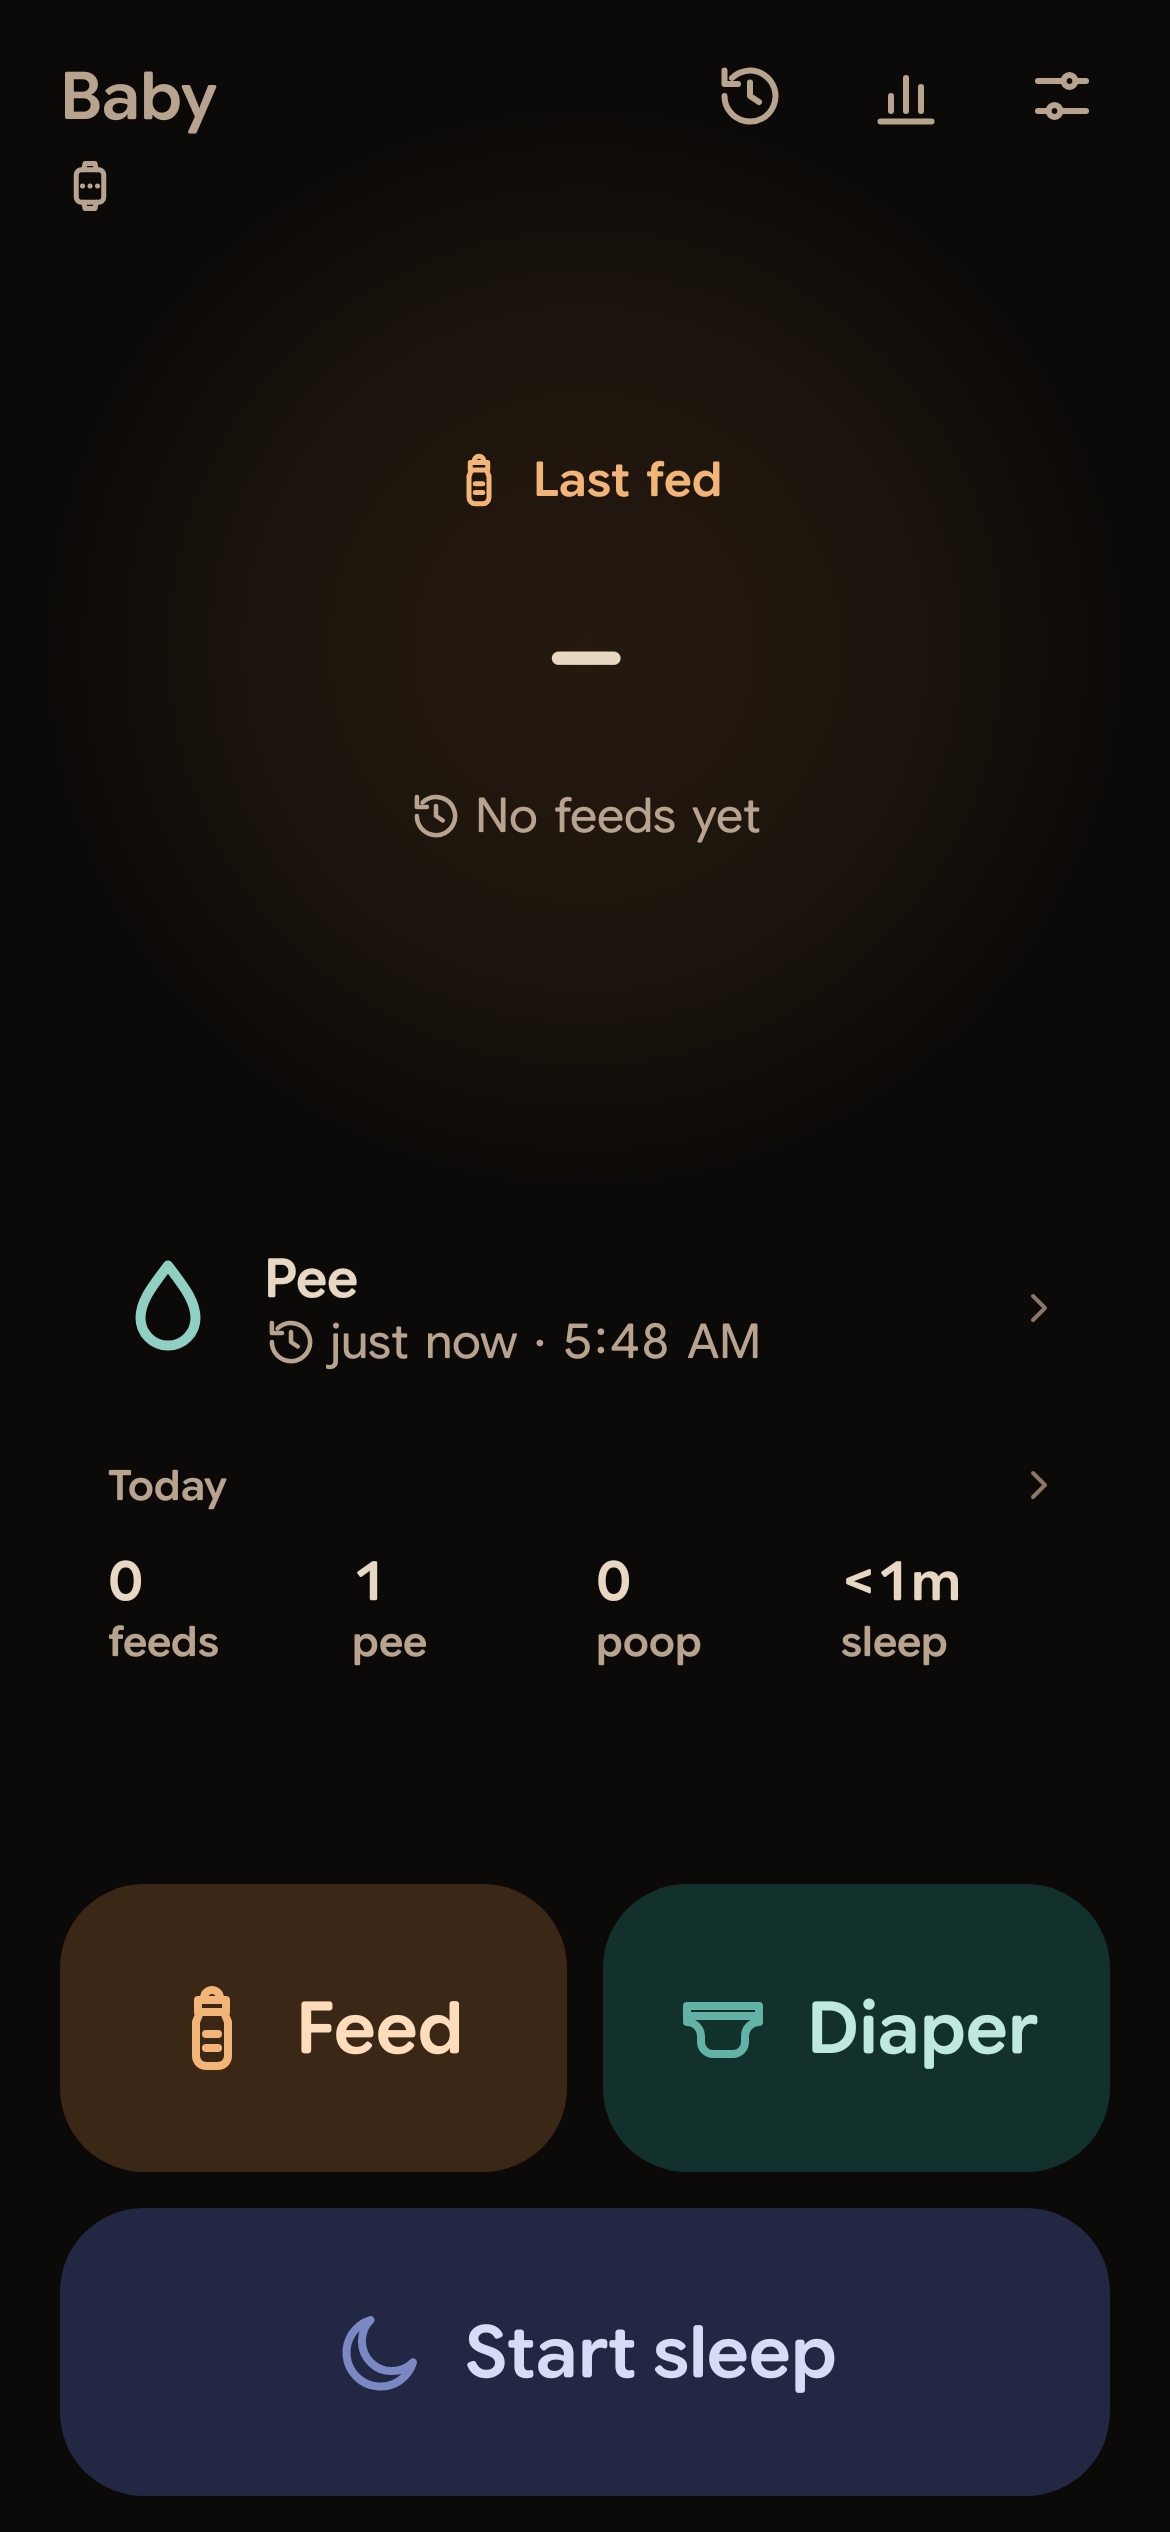 Baby
Last fed
–
No feeds yet
Pee
just now · 5:48 AM
Today
0 1 0 <1m
feeds pee poop sleep
Feed Diaper
Start sleep